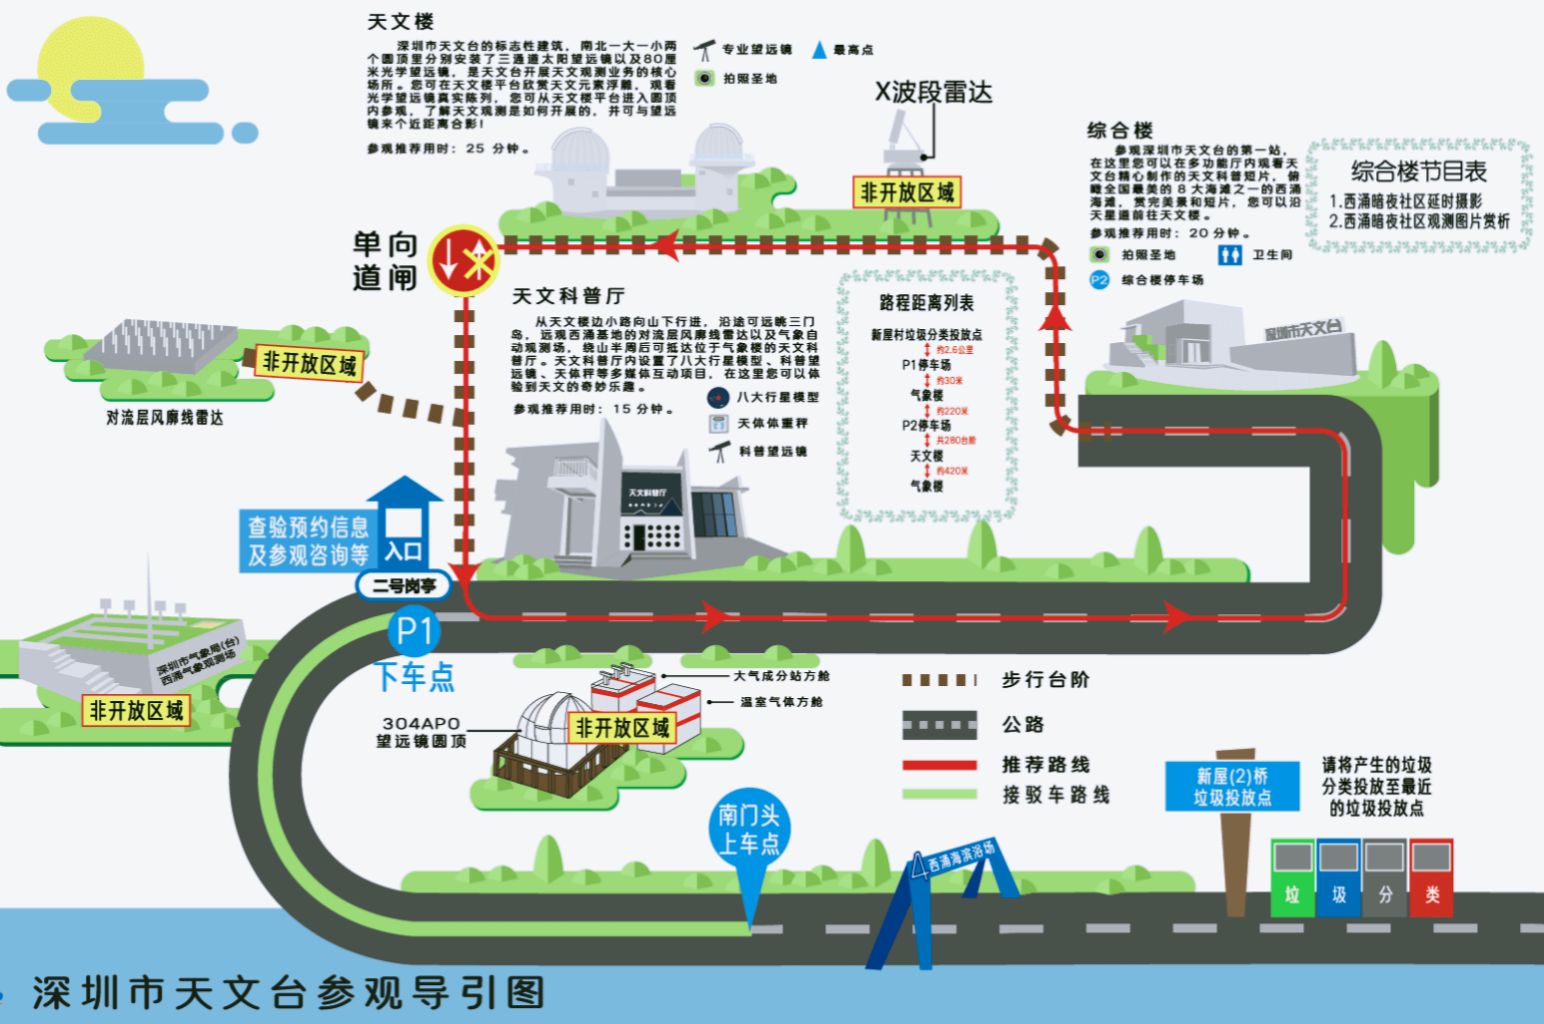 天文楼
深圳市天文台的标志性建筑，南北一大一小两
个圆顶里分别安装了三通道太阳望远镜以及80厘
米光学望远镜，是天文台开展天文观测业务的核心
场所。您可在天文楼平台欣赏天文元素浮雕，观看
光学望远镜真实陈列，您可从天文楼平台进入圆顶
内参观，了解天文观测是如何开展的，并可与望远
镜来个近距离合影！
参观推荐用时：25 分钟。
专业望远镜
最高点
拍照圣地
X波段雷达
非开放区域
综合楼
参观深圳市天文台的第一站，
在这里您可以在多功能厅内观看天
文台精心制作的天文科普短片，俯
瞰全国最美的 8 大海滩之一的西涌
海滩，赏完美景和短片，您可以沿
天星道前往天文楼。
参观推荐用时：20 分钟。
拍照圣地
卫生间
P2 综合楼停车场
综合楼节目表
1.西涌暗夜社区延时摄影
2.西涌暗夜社区观测图片赏析
单向
道闸
天文科普厅
从天文楼边小路向山下行进，沿途可远眺三门
岛，远观西涌基地的对流层风廓线雷达以及气象自
动观测场，绕山半周后可抵达位于气象楼的天文科
普厅。天文科普厅内设置了八大行星模型、科普望
远镜、天体秤等多媒体互动项目，在这里您可以体
验到天文的奇妙乐趣。
参观推荐用时：15 分钟。
八大行星模型
天体体重秤
科普望远镜
路程距离列表
新屋村垃圾分类投放点
约2.6公里
P1停车场
约30米
气象楼
约220米
P2停车场
共280台阶
天文楼
约420米
气象楼
深圳市天文台
非开放区域
对流层风廓线雷达
天文科普厅
查验预约信息
及参观咨询等
入口
二号岗亭
P1
下车点
深圳市气象局(台)
西涌气象观测场
非开放区域
大气成分站方舱
温室气体方舱
304APO
望远镜圆顶
非开放区域
步行台阶
公路
推荐路线
接驳车路线
南门头
上车点
西涌海滨浴场
新屋(2)桥
垃圾投放点
请将产生的垃圾
分类投放至最近
的垃圾投放点
垃 圾 分 类
深圳市天文台参观导引图